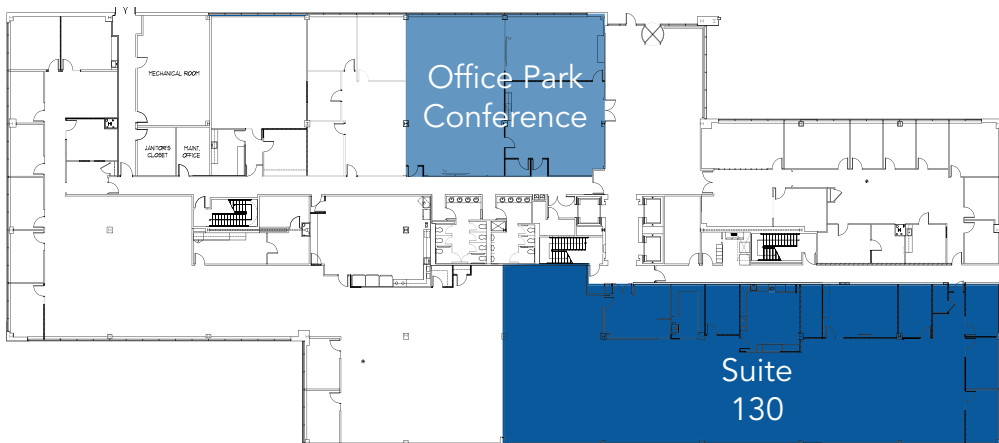 MECHANICAL ROOM
Office Park
Conference
JANITOR'S
CLOSET
MAINT.
OFFICE
Suite
130